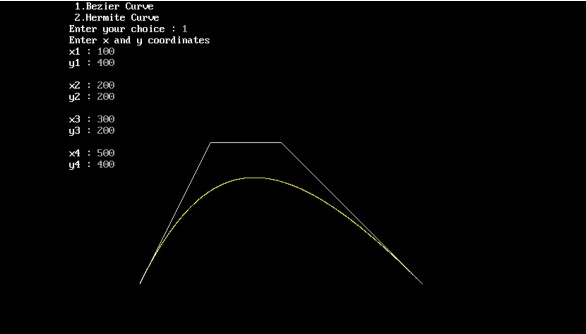 1.Bezier Curve
2.Hermite Curve
Enter your choice : 1
Enter x and y coordinates
x1 : 100
y1 : 400
x2 : 200
y2 : 200
x3 : 300
y3 : 200
x4 : 500
y4 : 400